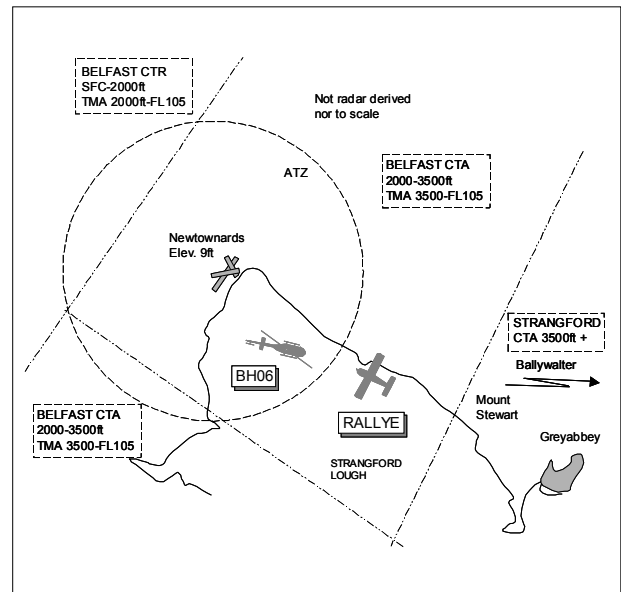 BELFAST CTR
SFC-2000ft
TMA 2000ft-FL105
Not radar derived
nor to scale
ATZ
BELFAST CTA
2000-3500ft
TMA 3500-FL105
Newtownards
Elev. 9ft
STRANGFORD
CTA 3500ft +
Ballywalter
BH06
Mount
Stewart
BELFAST CTA
2000-3500ft
TMA 3500-FL105
RALLYE
Greyabbey
STRANGFORD
LOUGH